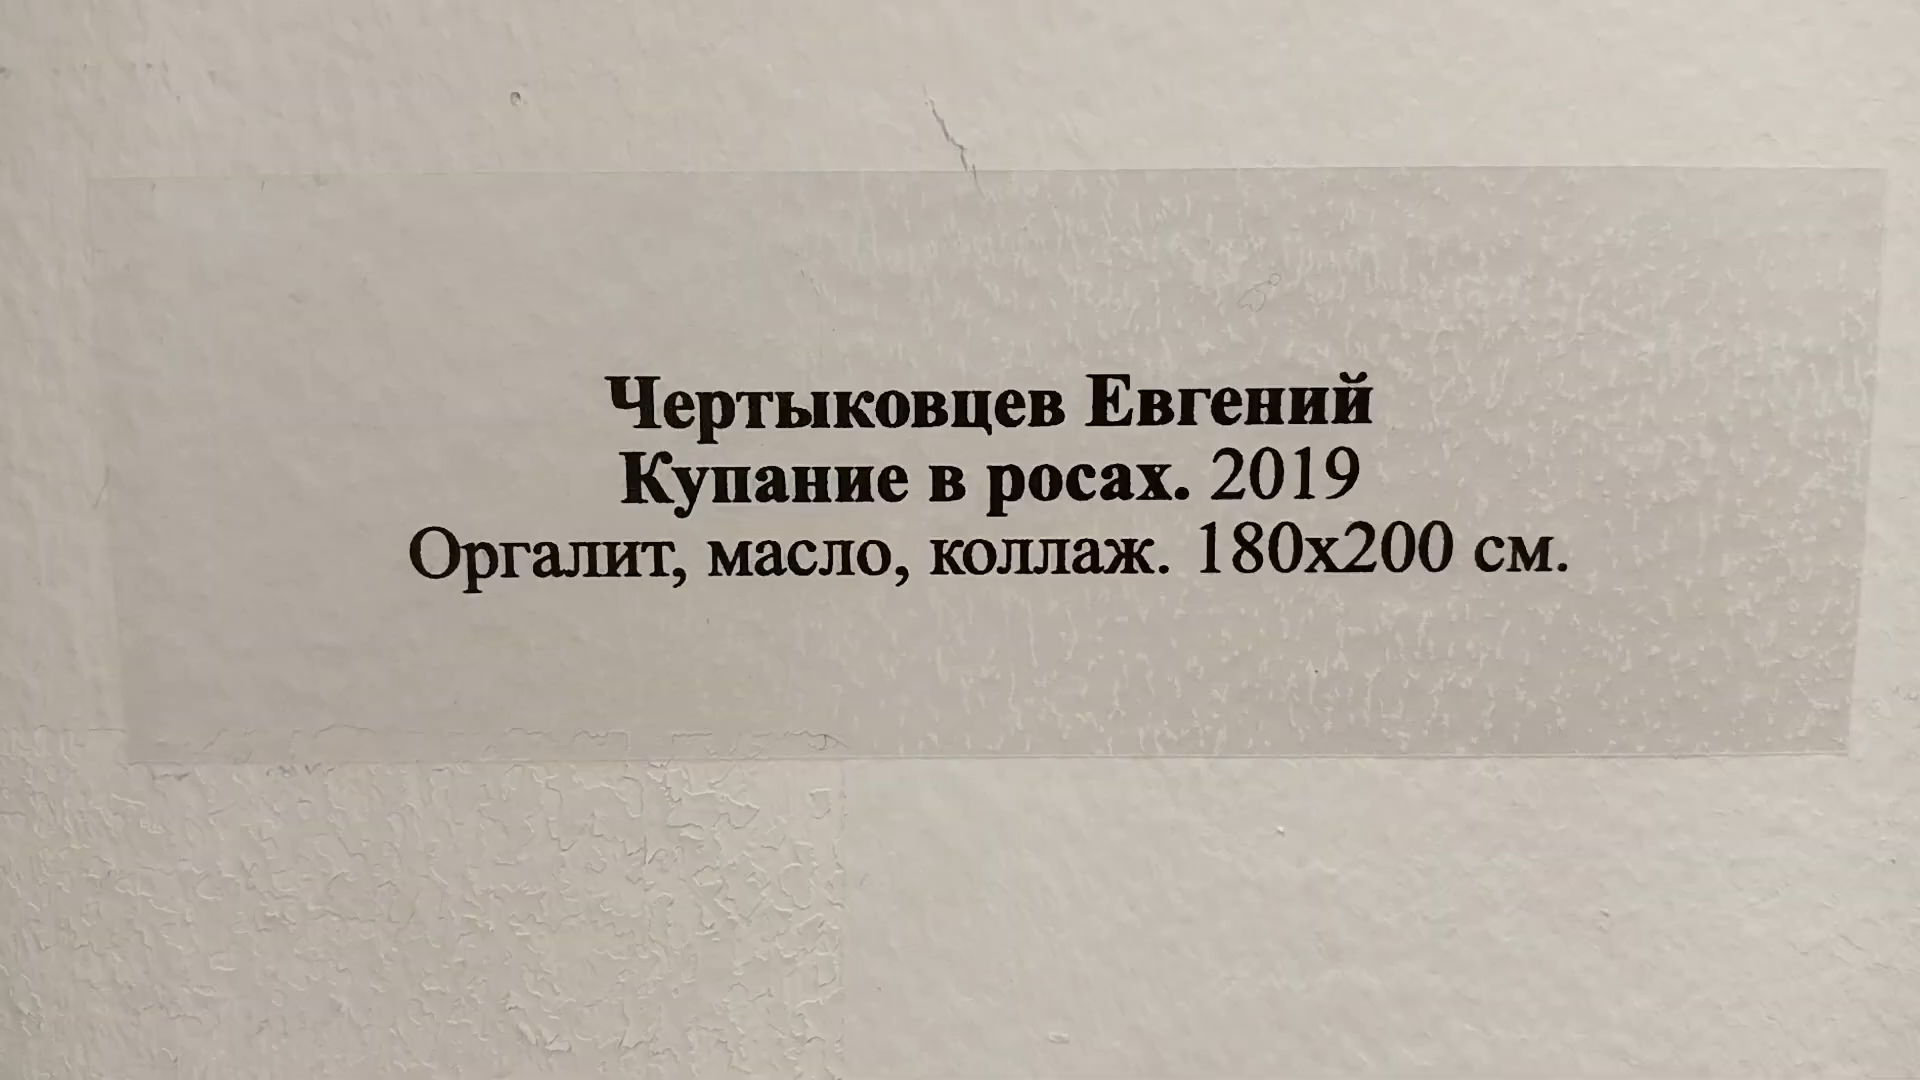 Чертыковцев Евгений
Купание в росах. 2019
Оргалит, масло, коллаж. 180х200 см.